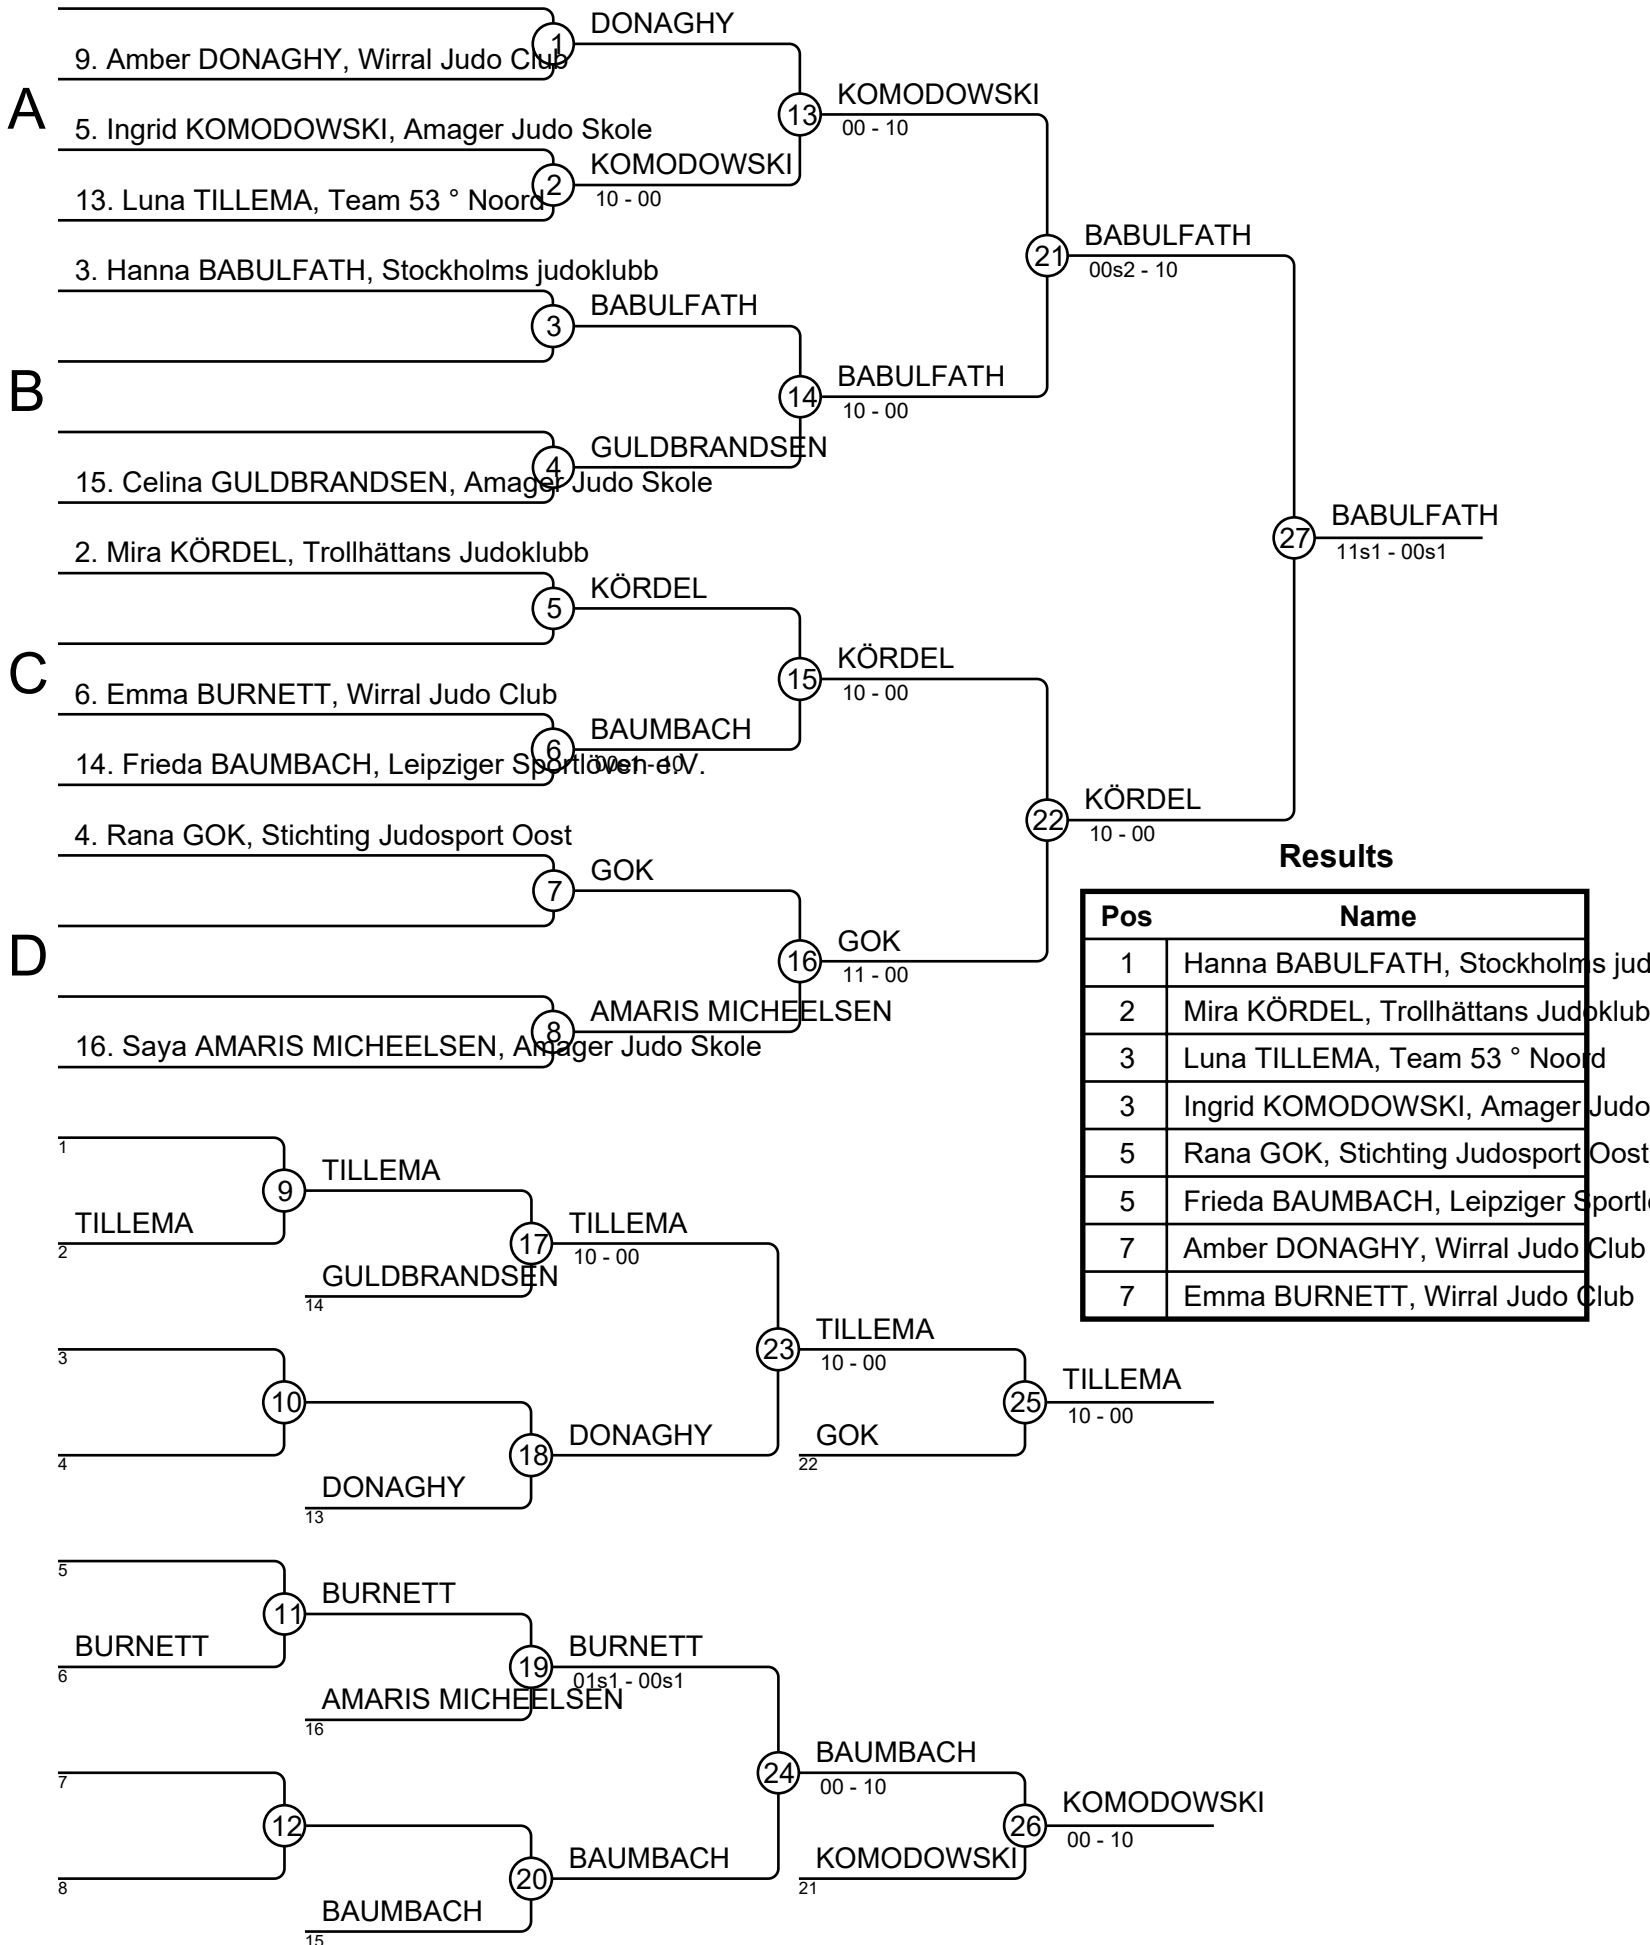 DONAGHY
9. Amber DONAGHY, Wirral Judo Club
1
A
KOMODOWSKI
13
00 - 10
5. Ingrid KOMODOWSKI, Amager Judo Skole
KOMODOWSKI
2
10 - 00
13. Luna TILLEMA, Team 53 ° Noord
BABULFATH
21
00s2 - 10
3. Hanna BABULFATH, Stockholms judoklubb
BABULFATH
3
B
BABULFATH
14
10 - 00
GULDBRANDSEN
4
15. Celina GULDBRANDSEN, Amager Judo Skole
BABULFATH
27
11s1 - 00s1
2. Mira KÖRDEL, Trollhättans Judoklubb
KÖRDEL
5
C
KÖRDEL
15
10 - 00
6. Emma BURNETT, Wirral Judo Club
BAUMBACH
6
00s1 - 10
14. Frieda BAUMBACH, Leipziger Sportlöwen e.V.
KÖRDEL
22
10 - 00
4. Rana GOK, Stichting Judosport Oost
GOK
7
D
GOK
16
11 - 00
AMARIS MICHEELSEN
8
16. Saya AMARIS MICHEELSEN, Amager Judo Skole
Results
Pos Name
1 Hanna BABULFATH, Stockholms jud
2 Mira KÖRDEL, Trollhättans Judoklub
3 Luna TILLEMA, Team 53 ° Noord
3 Ingrid KOMODOWSKI, Amager Judo
5 Rana GOK, Stichting Judosport Oost
5 Frieda BAUMBACH, Leipziger Sportl
7 Amber DONAGHY, Wirral Judo Club
7 Emma BURNETT, Wirral Judo Club
1
TILLEMA
9
TILLEMA
2
TILLEMA
17
10 - 00
GULDBRANDSEN
14
3
TILLEMA
23
10 - 00
10
TILLEMA
25
10 - 00
4
DONAGHY
18
GOK
22
DONAGHY
13
5
BURNETT
11
BURNETT
6
BURNETT
19
01s1 - 00s1
AMARIS MICHEELSEN
16
7
BAUMBACH
24
00 - 10
12
KOMODOWSKI
26
00 - 10
8
BAUMBACH
20
KOMODOWSKI
21
BAUMBACH
15